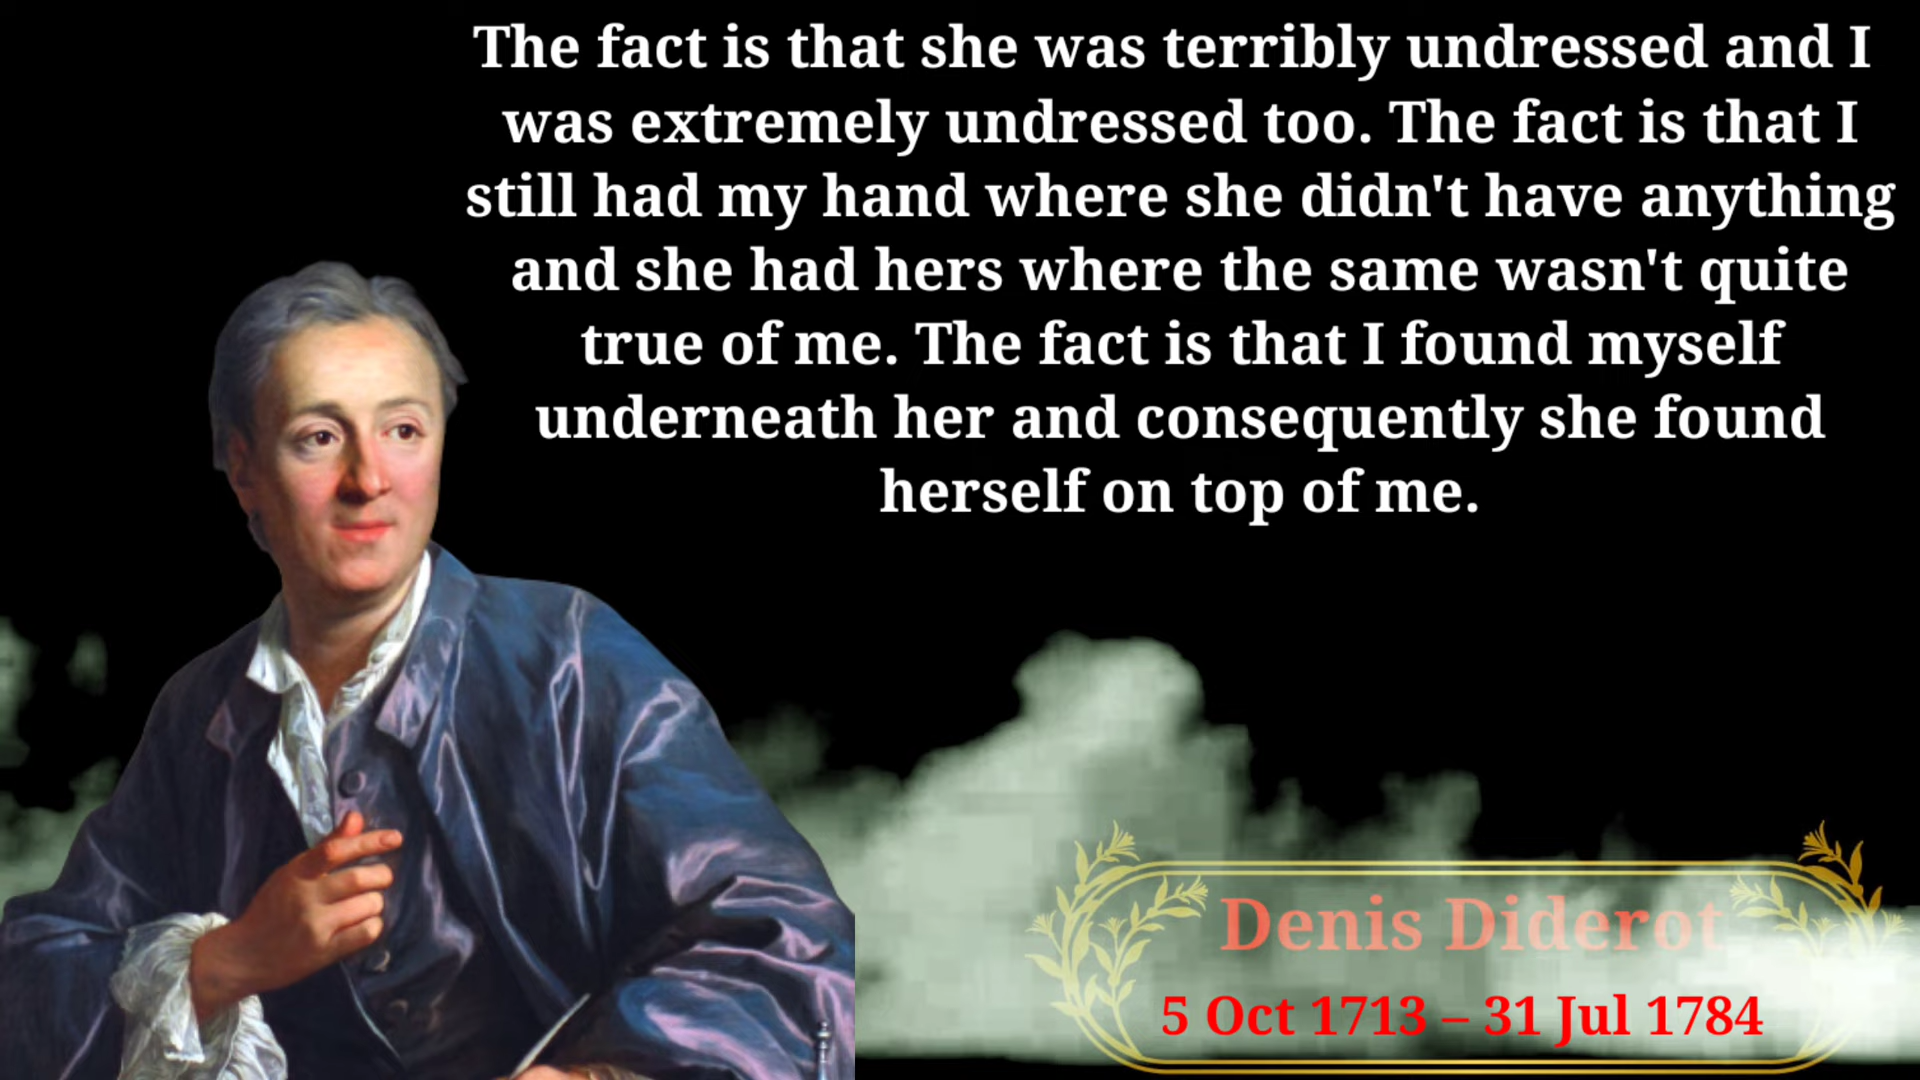 The fact is that she was terribly undressed and I
was extremely undressed too. The fact is that I
still had my hand where she didn't have anything
and she had hers where the same wasn't quite
true of me. The fact is that I found myself
underneath her and consequently she found
herself on top of me.
Denis Diderot
5 Oct 1713 – 31 Jul 1784